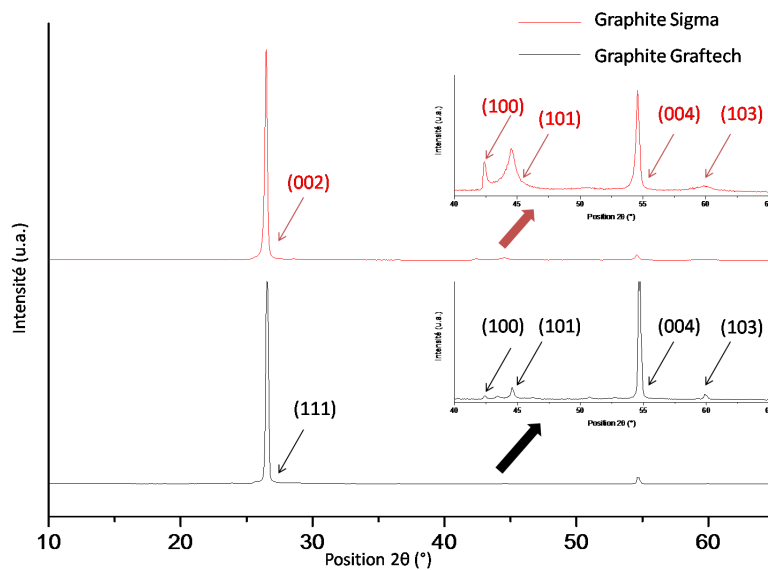 Graphite Sigma
Graphite Graftech
Intensité (u.a.)
(100)
(101)
(004)
(103)
Intensité (u.a.)
40 45 50 55 60 65
Position 2θ (°)
(002)
(100)
(101)
(004)
(103)
Intensité (u.a.)
40 45 50 55 60 65
Position 2θ (°)
(111)
10 20 30 40 50 60
Position 2θ (°)